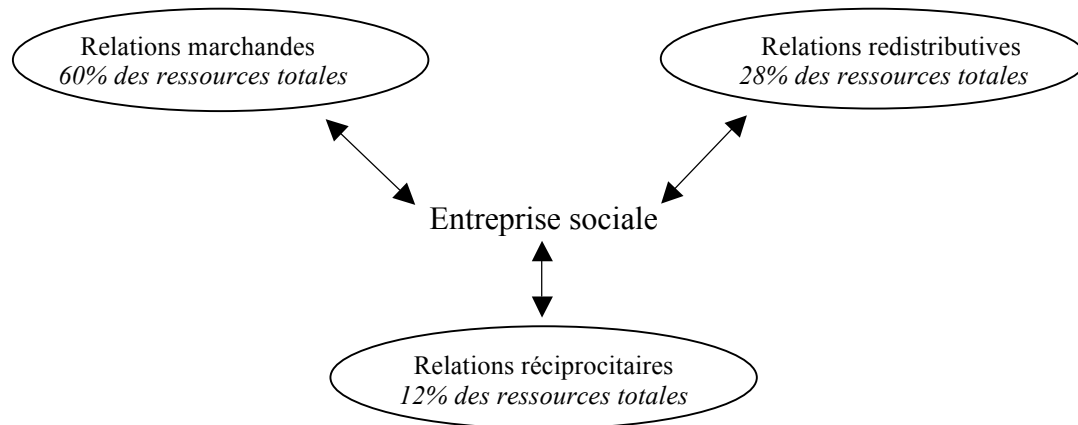 Relations marchandes
60% des ressources totales
Relations redistributives
28% des ressources totales
Entreprise sociale
Relations réciprocitaires
12% des ressources totales